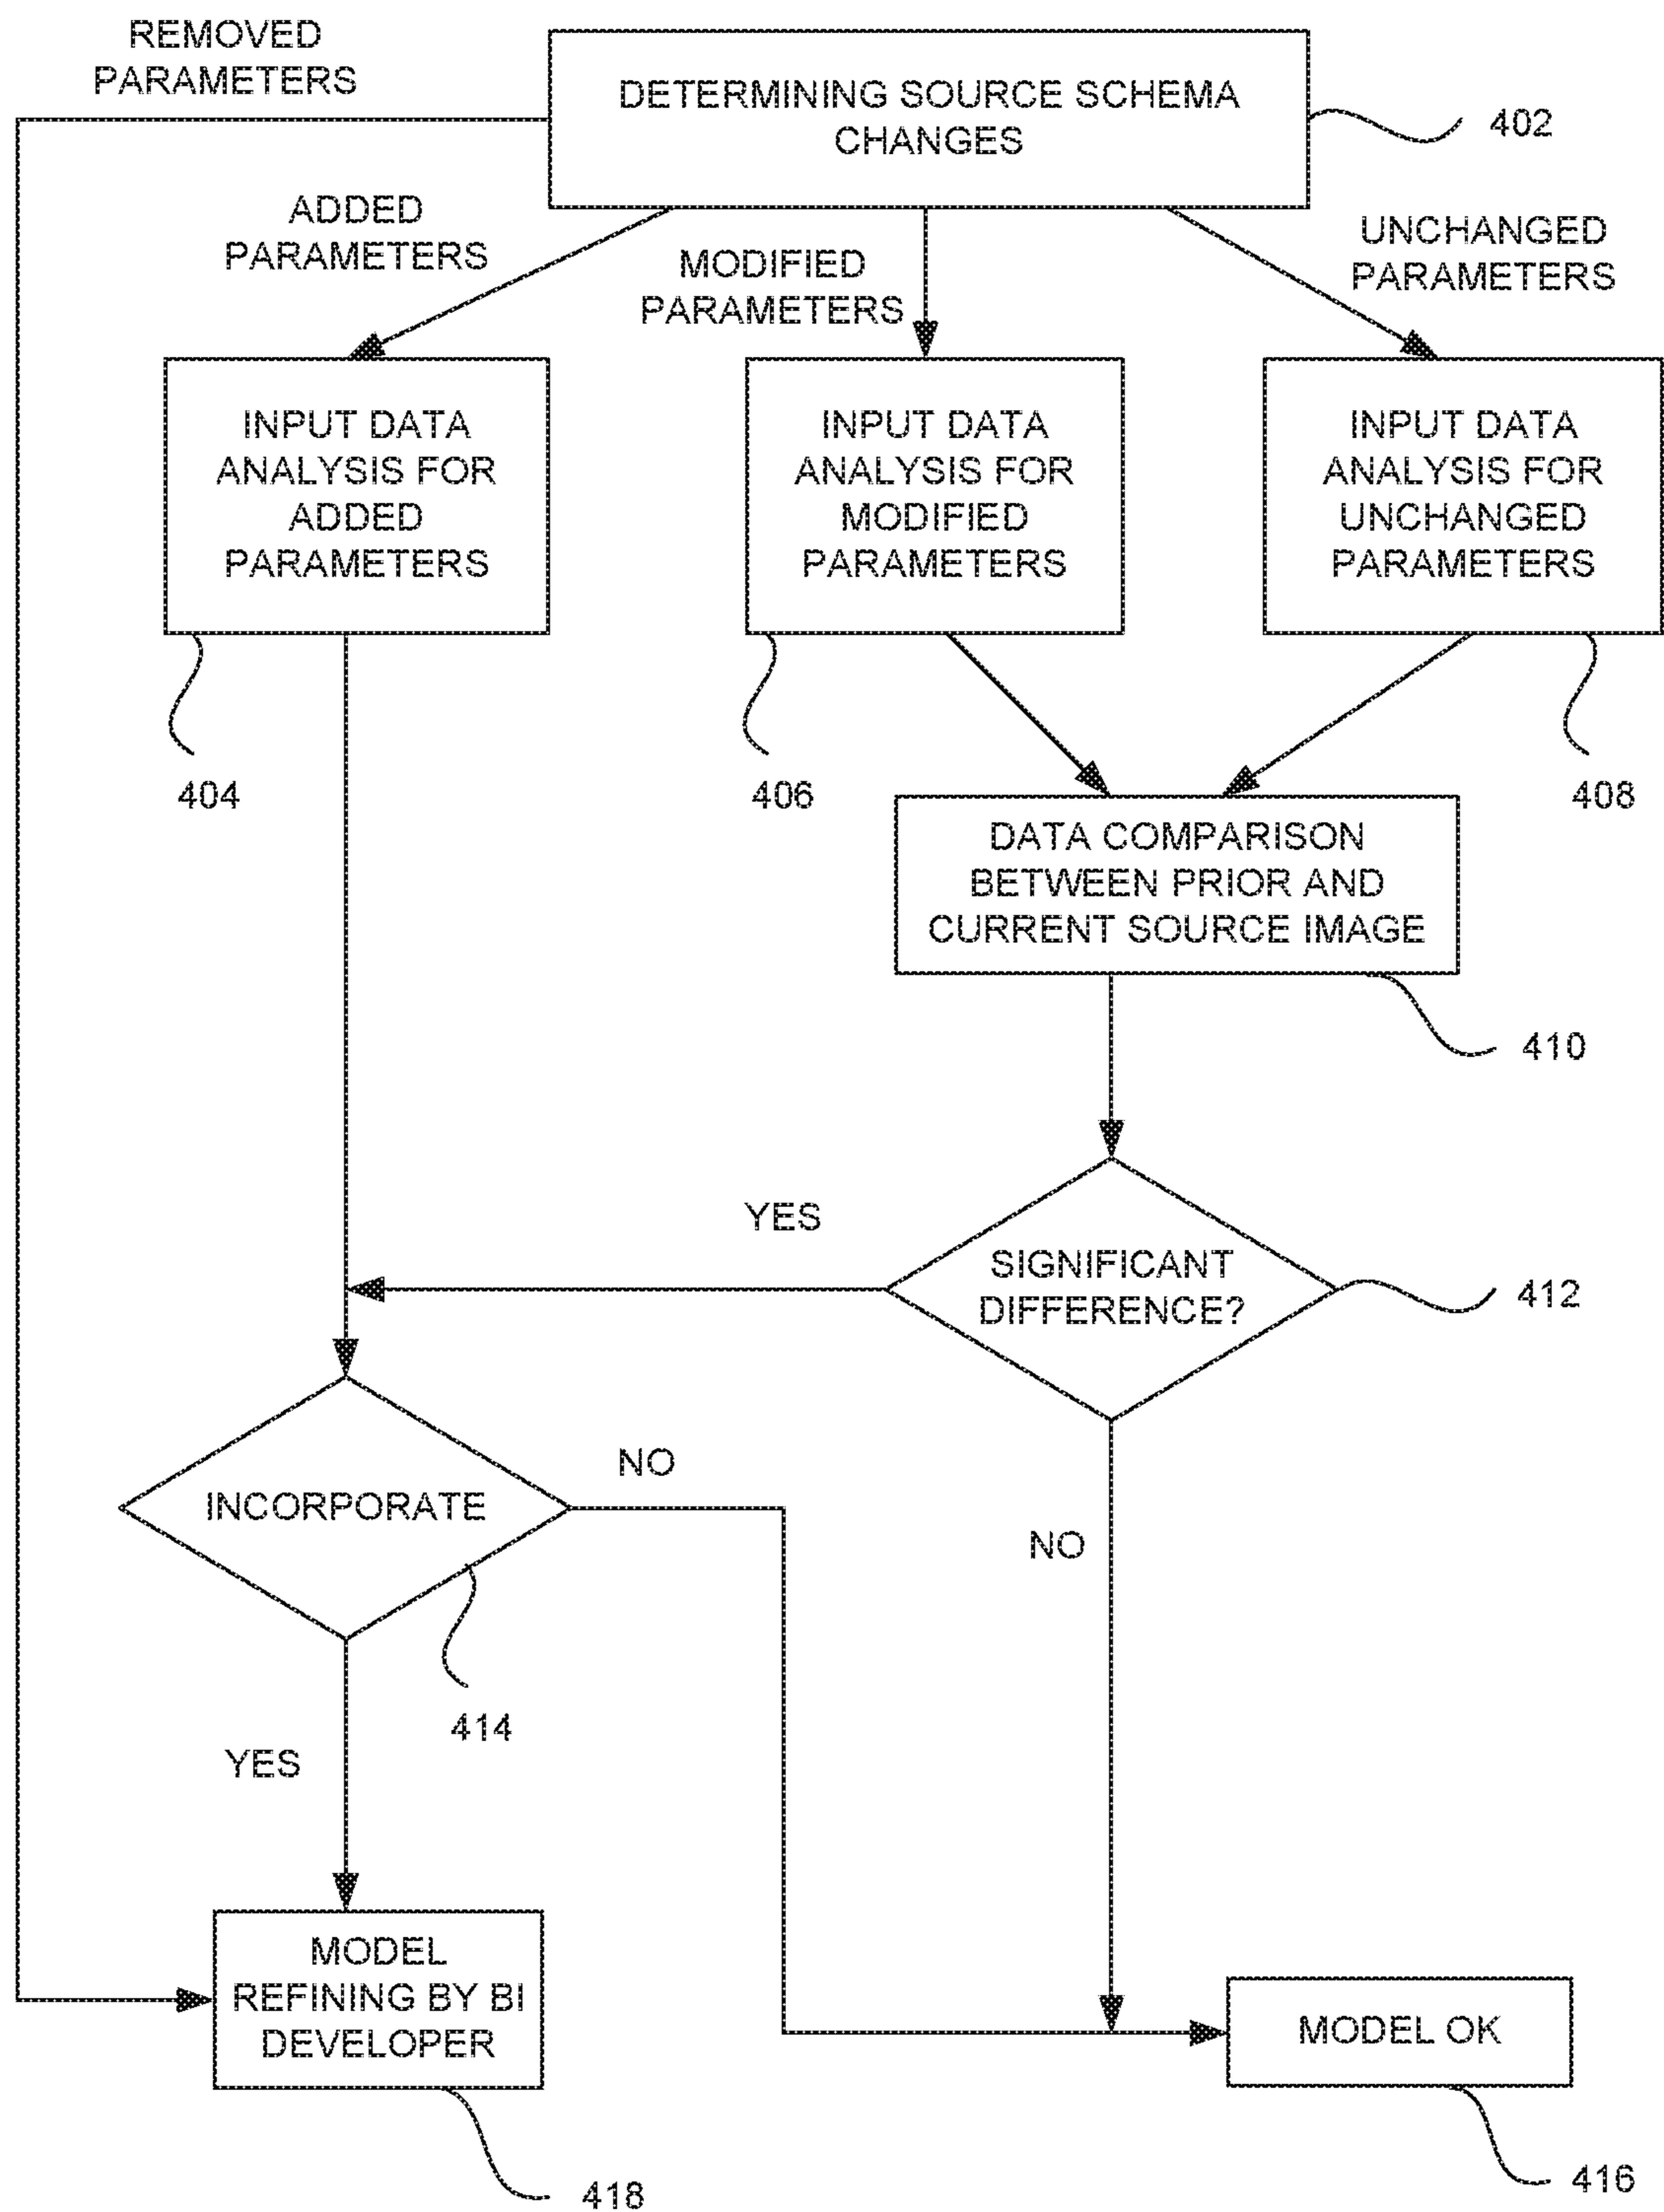 REMOVED
PARAMETERS
DETERMINING SOURCE SCHEMA
CHANGES
402
ADDED
PARAMETERS
MODIFIED
PARAMETERS
UNCHANGED
PARAMETERS
INPUT DATA
ANALYSIS FOR
ADDED
PARAMETERS
INPUT DATA
ANALYSIS FOR
MODIFIED
PARAMETERS
INPUT DATA
ANALYSIS FOR
UNCHANGED
PARAMETERS
404
406
408
DATA COMPARISON
BETWEEN PRIOR AND
CURRENT SOURCE IMAGE
410
YES
SIGNIFICANT
DIFFERENCE?
412
INCORPORATE
NO
NO
414
YES
MODEL
REFINING BY BI
DEVELOPER
MODEL OK
418
416